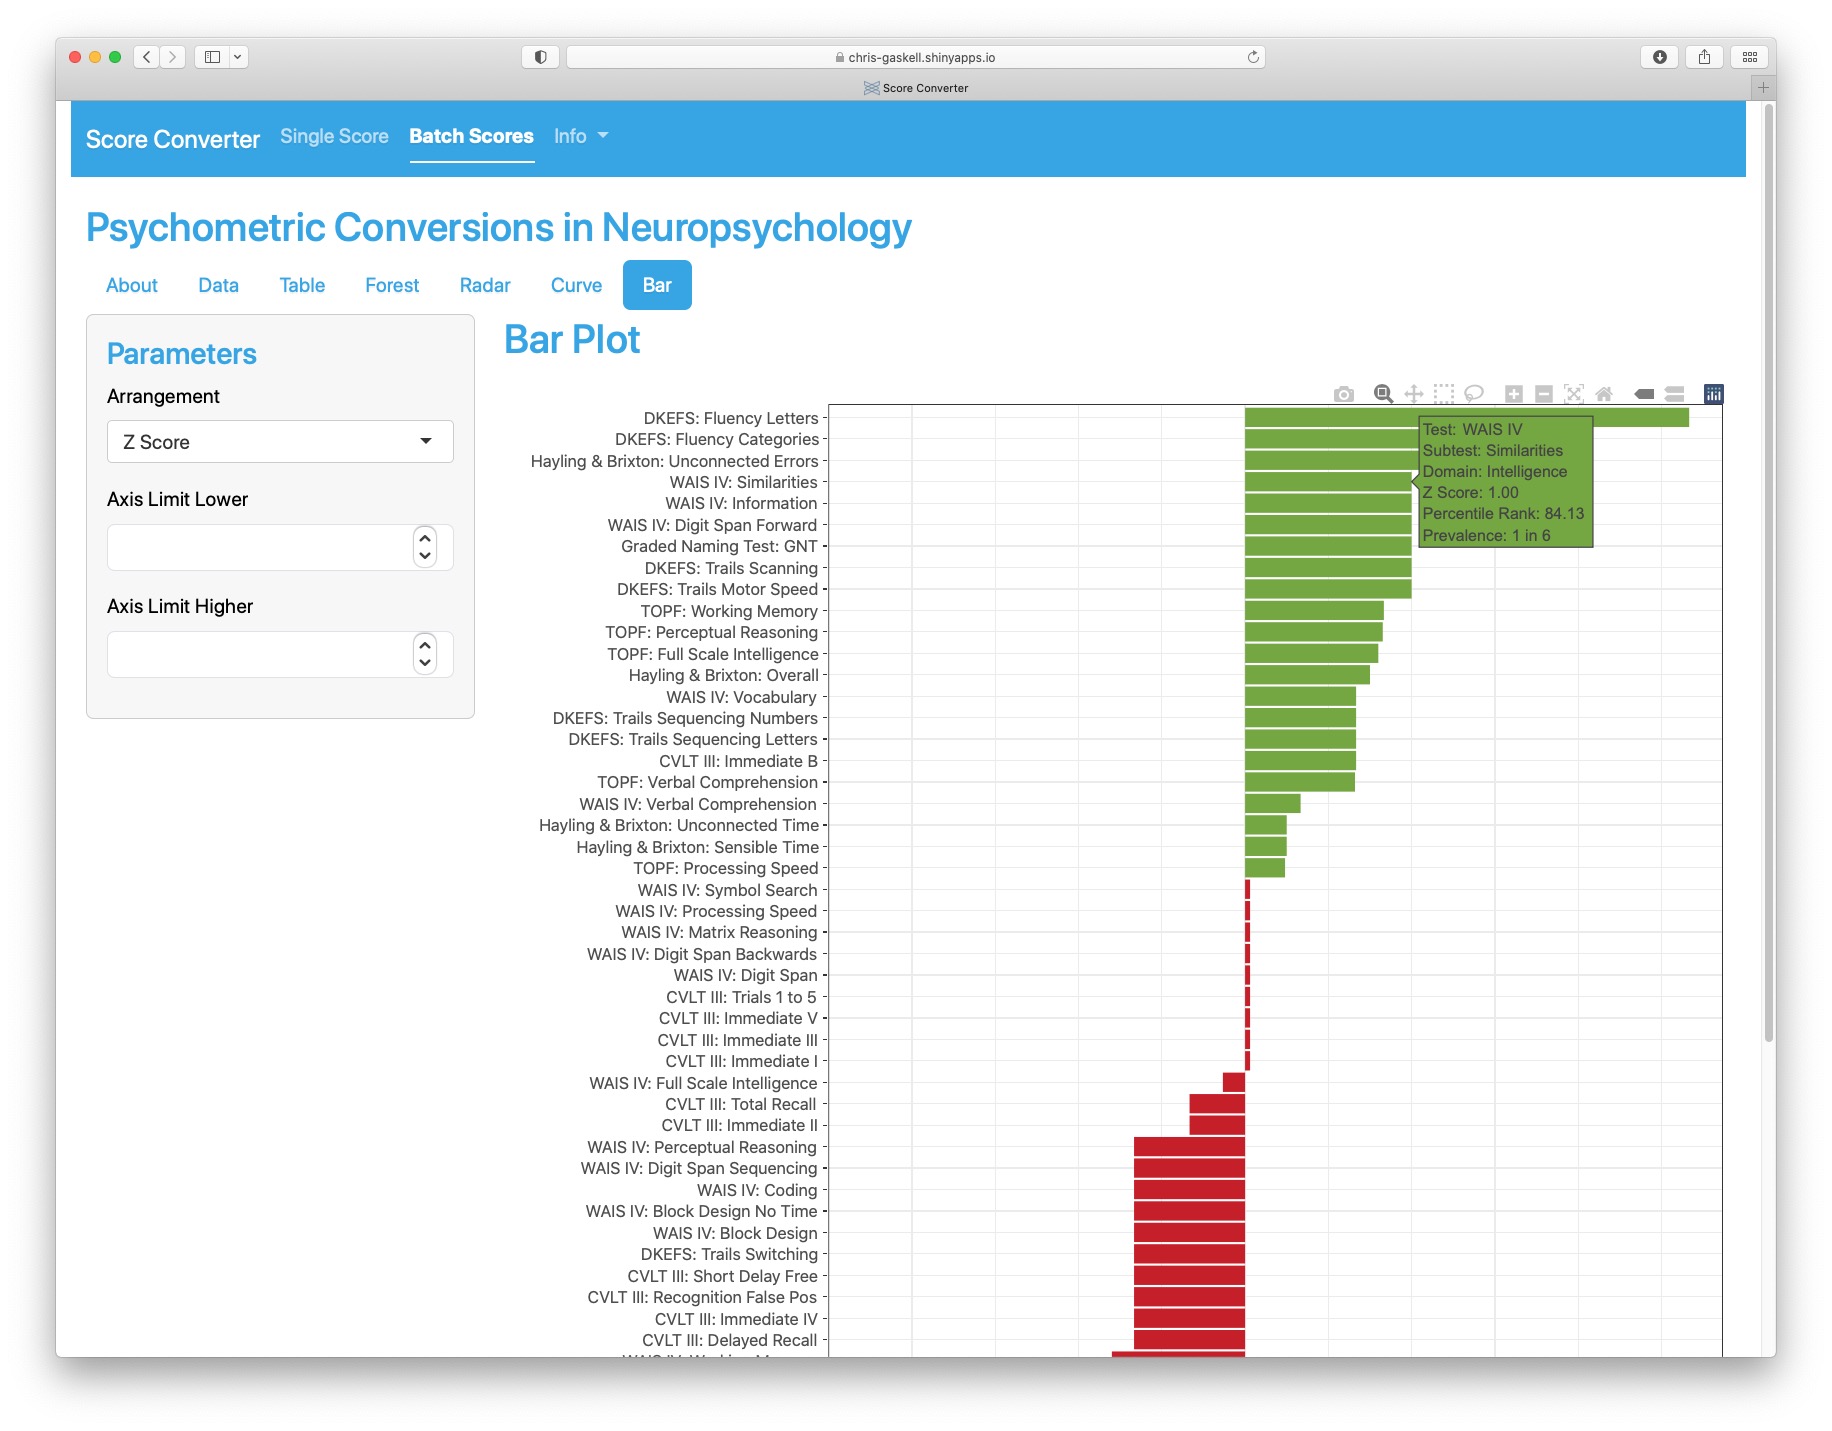 chris-gaskell.shinyapps.io
Score Converter
Score Converter Single Score Batch Scores Info
Psychometric Conversions in Neuropsychology
About Data Table Forest Radar Curve Bar
Parameters
Arrangement
Z Score
Axis Limit Lower
Axis Limit Higher
Bar Plot
DKEFS: Fluency Letters
DKEFS: Fluency Categories
Hayling & Brixton: Unconnected Errors
WAIS IV: Similarities
WAIS IV: Information
WAIS IV: Digit Span Forward
Graded Naming Test: GNT
DKEFS: Trails Scanning
DKEFS: Trails Motor Speed
TOPF: Working Memory
TOPF: Perceptual Reasoning
TOPF: Full Scale Intelligence
Hayling & Brixton: Overall
WAIS IV: Vocabulary
DKEFS: Trails Sequencing Numbers
DKEFS: Trails Sequencing Letters
CVLT III: Immediate B
TOPF: Verbal Comprehension
WAIS IV: Verbal Comprehension
Hayling & Brixton: Unconnected Time
Hayling & Brixton: Sensible Time
TOPF: Processing Speed
WAIS IV: Symbol Search
WAIS IV: Processing Speed
WAIS IV: Matrix Reasoning
WAIS IV: Digit Span Backwards
WAIS IV: Digit Span
CVLT III: Trials 1 to 5
CVLT III: Immediate V
CVLT III: Immediate III
CVLT III: Immediate I
WAIS IV: Full Scale Intelligence
CVLT III: Total Recall
CVLT III: Immediate II
WAIS IV: Perceptual Reasoning
WAIS IV: Digit Span Sequencing
WAIS IV: Coding
WAIS IV: Block Design No Time
WAIS IV: Block Design
DKEFS: Trails Switching
CVLT III: Short Delay Free
CVLT III: Recognition False Pos
CVLT III: Immediate IV
CVLT III: Delayed Recall
Test: WAIS IV
Subtest: Similarities
Domain: Intelligence
Z Score: 1.00
Percentile Rank: 84.13
Prevalence: 1 in 6